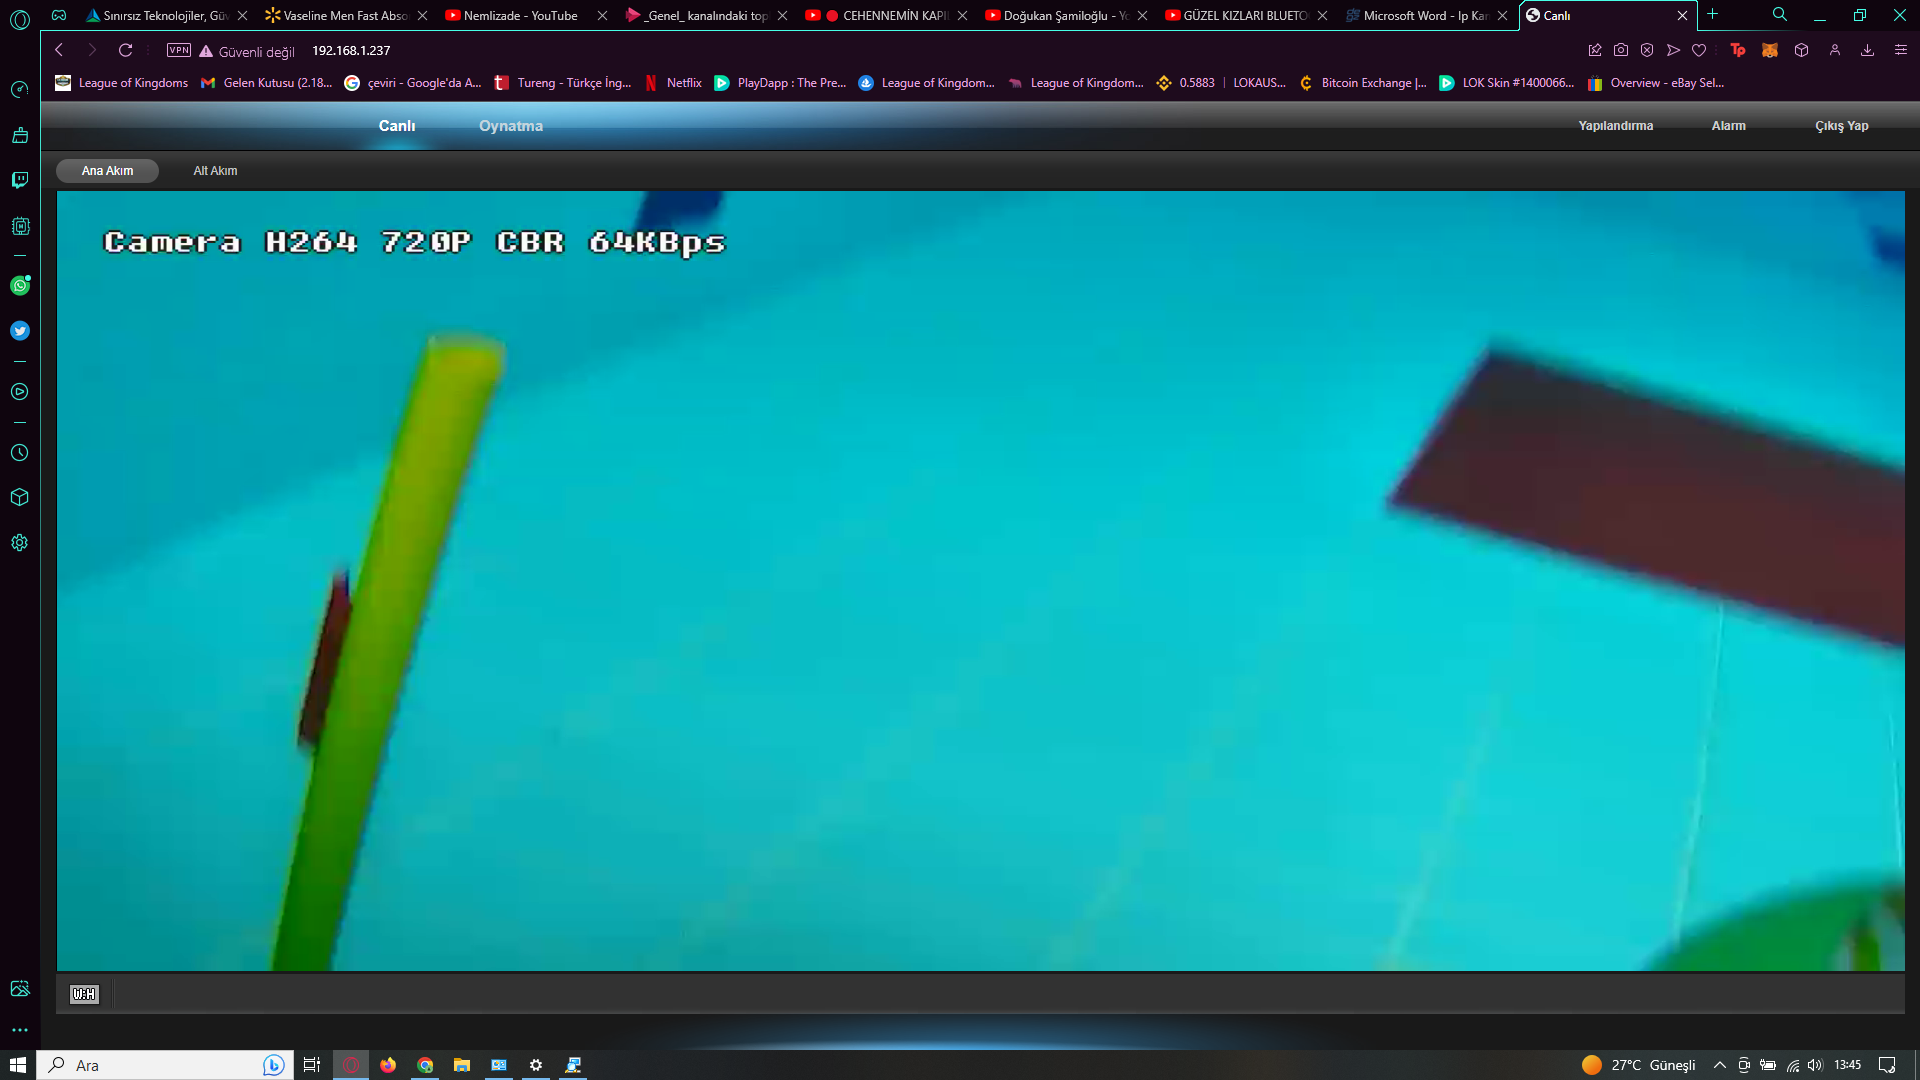 Sınırsız Teknolojiler, Güv
Vaseline Men Fast Abso
Nemlizade - YouTube
_Genel_ kanalındaki top
CEHENNEMİN KAPI
Doğukan Şamiloğlu - Yo
GÜZEL KIZLARI BLUETO
Microsoft Word - Ip Kam
Canlı
VPN
Güvenli değil
192.168.1.237
Tp
League of Kingdoms
Gelen Kutusu (2.18...
çeviri - Google'da A...
Tureng - Türkçe İng...
Netflix
PlayDapp : The Pre...
League of Kingdom...
League of Kingdom...
0.5883 | LOKAUS...
Bitcoin Exchange |...
LOK Skin #1400066...
Overview - eBay Sel...
Canlı
Oynatma
Yapılandırma
Alarm
Çıkış Yap
Ana Akım
Alt Akım
Camera H264 720P CBR 64KBps
W:H
Ara
27°C Güneşli
13:45